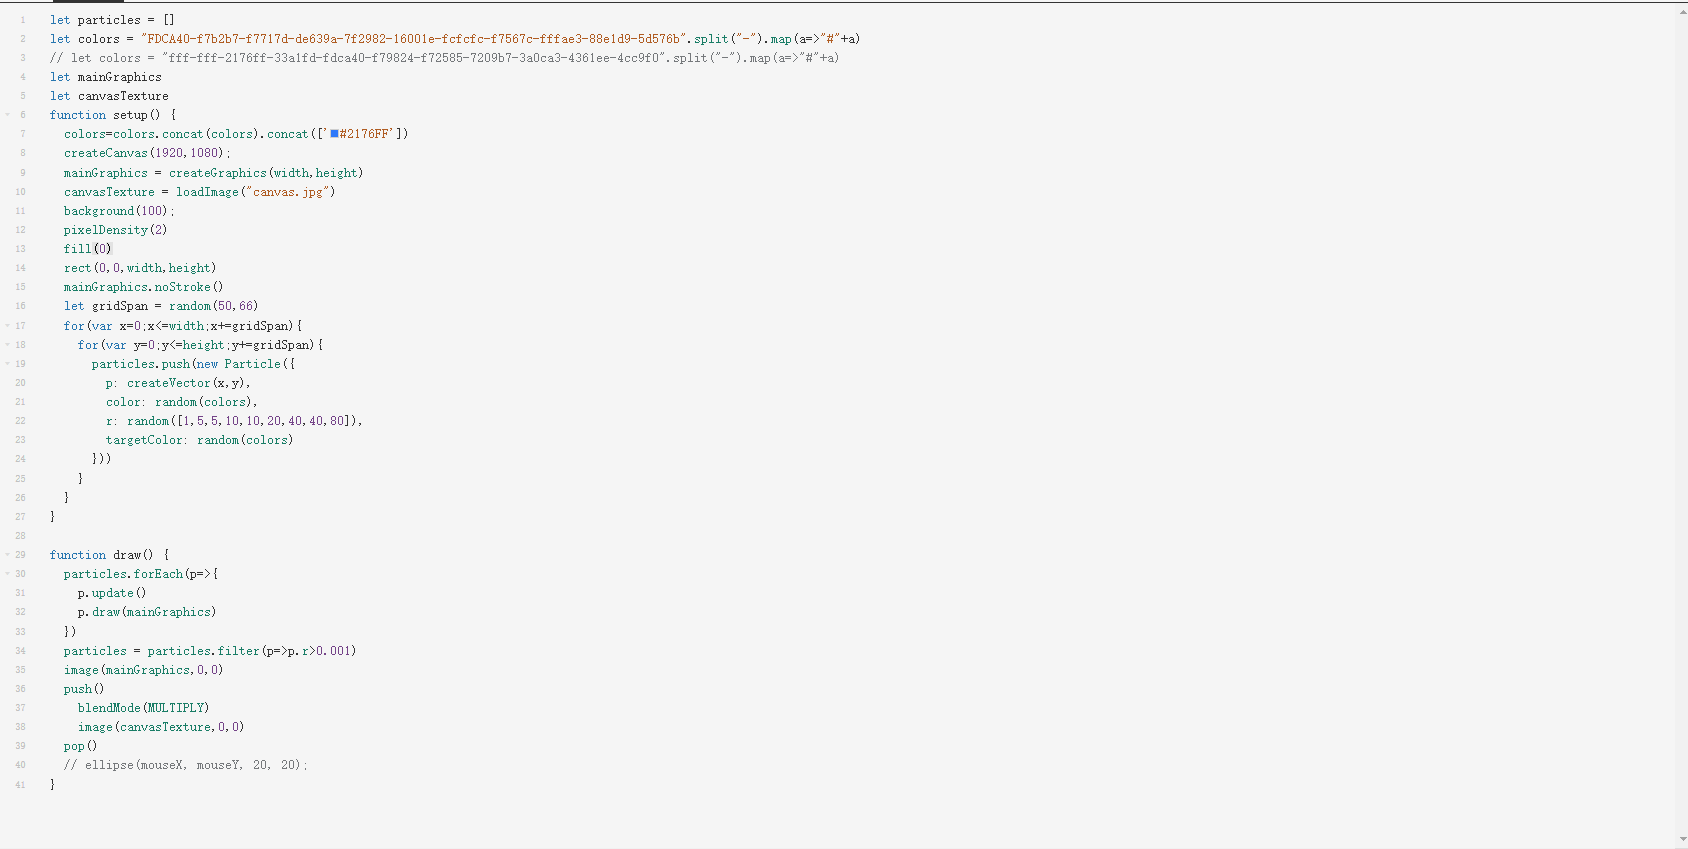 1 let particles = []
2 let colors = "FDCA40-f7b2b7-f7717d-de639a-7f2982-16001e-fcfcfc-f7567c-fffae3-88e1d9-5d576b".split("-").map(a=>"#"+a)
3 // let colors = "fff-fff-2176ff-33a1fd-fdca40-f79824-f72585-7209b7-3a0ca3-4361ee-4cc9f0".split("-").map(a=>"#"+a)
4 let mainGraphics
5 let canvasTexture
6 function setup() {
7 colors=colors.concat(colors).concat(['#2176FF'])
8 createCanvas(1920,1080);
9 mainGraphics = createGraphics(width,height)
10 canvasTexture = loadImage("canvas.jpg")
11 background(100);
12 pixelDensity(2)
13 fill(0)
14 rect(0,0,width,height)
15 mainGraphics.noStroke()
16 let gridSpan = random(50,66)
17 for(var x=0;x<=width;x+=gridSpan){
18 for(var y=0;y<=height;y+=gridSpan){
19 particles.push(new Particle({
20 p: createVector(x,y),
21 color: random(colors),
22 r: random([1,5,5,10,10,20,40,40,80]),
23 targetColor: random(colors)
24 }))
25 }
26 }
27 }
28
29 function draw() {
30 particles.forEach(p=>{
31 p.update()
32 p.draw(mainGraphics)
33 })
34 particles = particles.filter(p=>p.r>0.001)
35 image(mainGraphics,0,0)
36 push()
37 blendMode(MULTIPLY)
38 image(canvasTexture,0,0)
39 pop()
40 // ellipse(mouseX, mouseY, 20, 20);
41 }